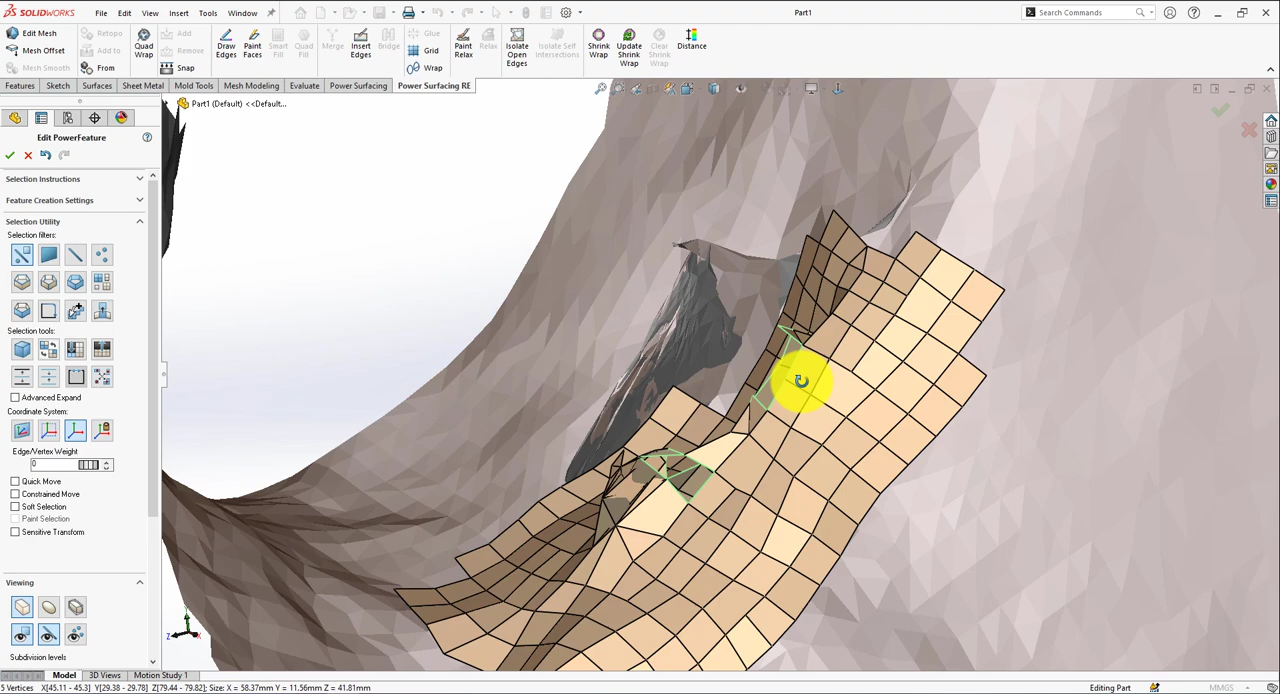 SOLIDWORKS File Edit View Insert Tools Window Part1 Search Commands
Edit Mesh
Mesh Offset
Mesh Smooth
Retopo
Add to
From
Quad Wrap
Add
Remove
Snap
Draw Edges
Paint Faces
Smart Fill
Quad Fill
Merge
Insert Edges
Bridge
Glue
Grid
Wrap
Paint Relax
Relax
Isolate Open Edges
Isolate Self Intersections
Shrink Wrap
Update Shrink Wrap
Clear Shrink Wrap
Distance
Features Sketch Surfaces Sheet Metal Mold Tools Mesh Modeling Evaluate Power Surfacing Power Surfacing RE
Part1 (Default) <<Default...
Edit PowerFeature
Selection Instructions
Feature Creation Settings
Selection Utility
Selection filters:
Selection tools:
Advanced Expand
Coordinate System:
Edge/Vertex Weight
0
Quick Move
Constrained Move
Soft Selection
Paint Selection
Sensitive Transform
Viewing
Subdivision levels
Y
Z
X
Model 3D Views Motion Study 1
5 Vertices X[45.11 - 45.3] Y[29.38 - 29.78] Z[79.44 - 79.82]; Size: X = 58.37mm Y = 11.56mm Z = 41.81mm Editing Part MMGS